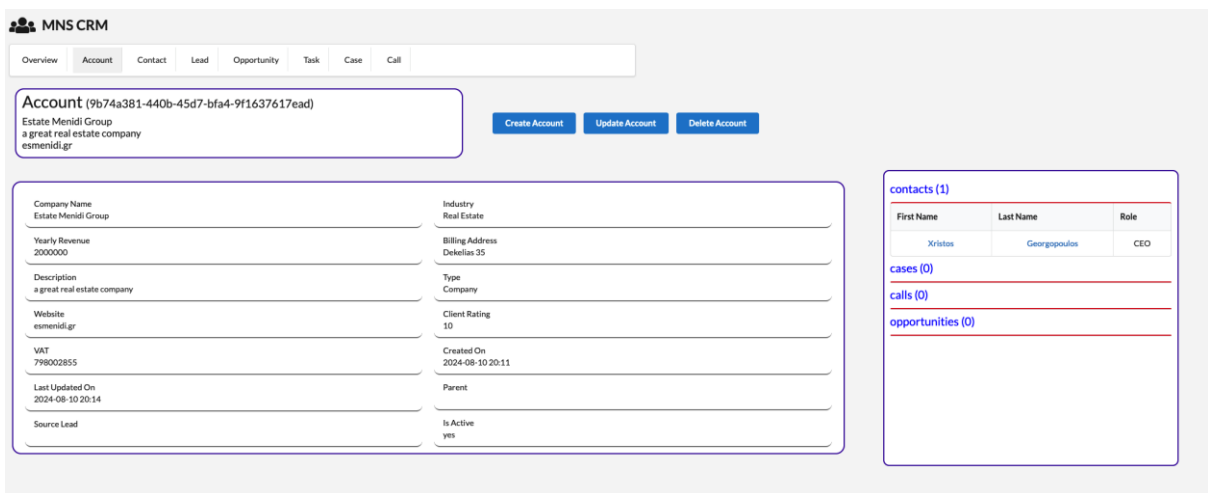 MNS CRM
Overview Account Contact Lead Opportunity Task Case Call
Account (9b74a381-440b-45d7-bfa4-9f1637617ead)
Estate Menidi Group
a great real estate company
esmenidi.gr
Create Account Update Account Delete Account
Company Name
Estate Menidi Group
Industry
Real Estate
Yearly Revenue
2000000
Billing Address
Dekelias 35
Description
a great real estate company
Type
Company
Website
esmenidi.gr
Client Rating
10
VAT
798002855
Created On
2024-08-10 20:11
Last Updated On
2024-08-10 20:14
Parent
Source Lead
Is Active
yes
contacts (1)
First Name Last Name Role
Xristos Georgopoulos CEO
cases (0)
calls (0)
opportunities (0)